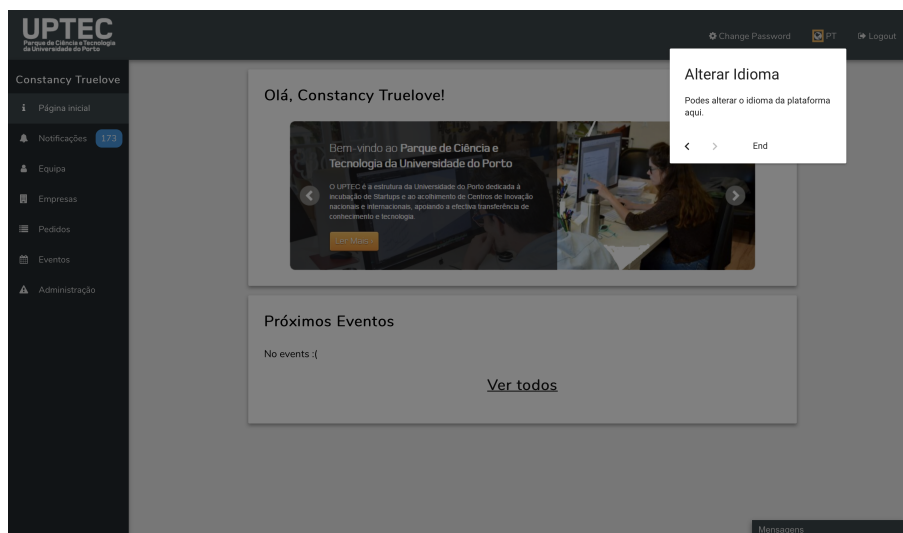 UPTEC
Parque de Ciência e Tecnologia
da Universidade do Porto
Change Password
PT
Logout
Constancy Truelove
Página inicial
Notificações 173
Equipa
Empresas
Pedidos
Eventos
Administração
Alterar Idioma
Podes alterar o idioma da plataforma
aqui.
End
Olá, Constancy Truelove!
Bem-vindo ao Parque de Ciência e
Tecnologia da Universidade do Porto
O UPTEC é a estrutura da Universidade do Porto dedicada à
incubação de Startups e ao acolhimento de Centros de Inovação
nacionais e internacionais, apoiando a efectiva transferência de
conhecimento e tecnologia.
Ler Mais ›
Próximos Eventos
No events :(
Ver todos
Mensagens